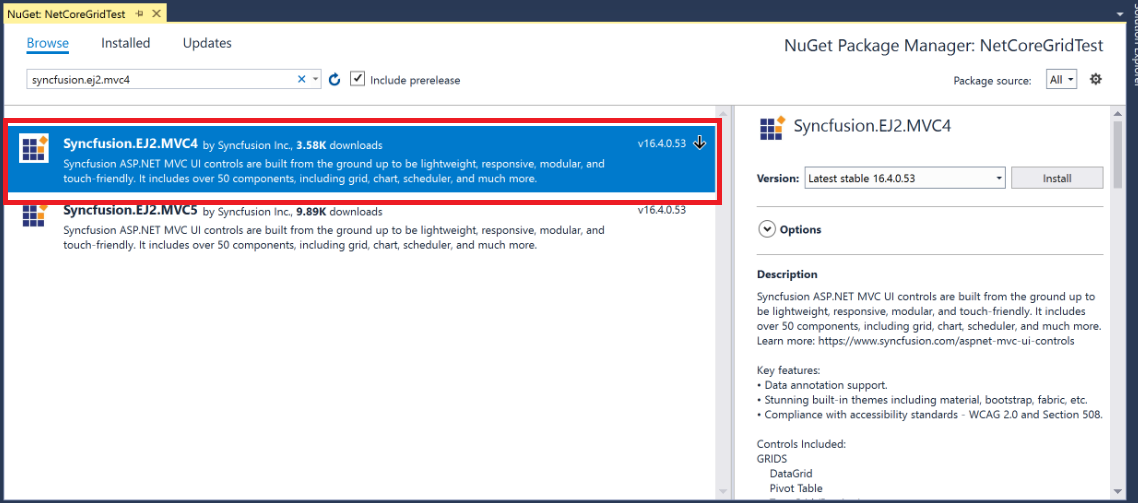 NuGet: NetCoreGridTest
Solution Explorer
Browse Installed Updates
NuGet Package Manager: NetCoreGridTest
syncfusion.ej2.mvc4
Include prerelease
Package source: All
Syncfusion.EJ2.MVC4 by Syncfusion Inc., 3.58K downloads v16.4.0.53
Syncfusion ASP.NET MVC UI controls are built from the ground up to be lightweight, responsive, modular, and
touch-friendly. It includes over 50 components, including grid, chart, scheduler, and much more.
Syncfusion.EJ2.MVC5 by Syncfusion Inc., 9.89K downloads v16.4.0.53
Syncfusion ASP.NET MVC UI controls are built from the ground up to be lightweight, responsive, modular, and
touch-friendly. It includes over 50 components, including grid, chart, scheduler, and much more.
Syncfusion.EJ2.MVC4
Version: Latest stable 16.4.0.53 Install
Options
Description
Syncfusion ASP.NET MVC UI controls are built from the ground up to
be lightweight, responsive, modular, and touch-friendly. It includes
over 50 components, including grid, chart, scheduler, and much more.
Learn more: https://www.syncfusion.com/aspnet-mvc-ui-controls
Key features:
• Data annotation support.
• Stunning built-in themes including material, bootstrap, fabric, etc.
• Compliance with accessibility standards - WCAG 2.0 and Section 508.
Controls Included:
GRIDS
DataGrid
Pivot Table